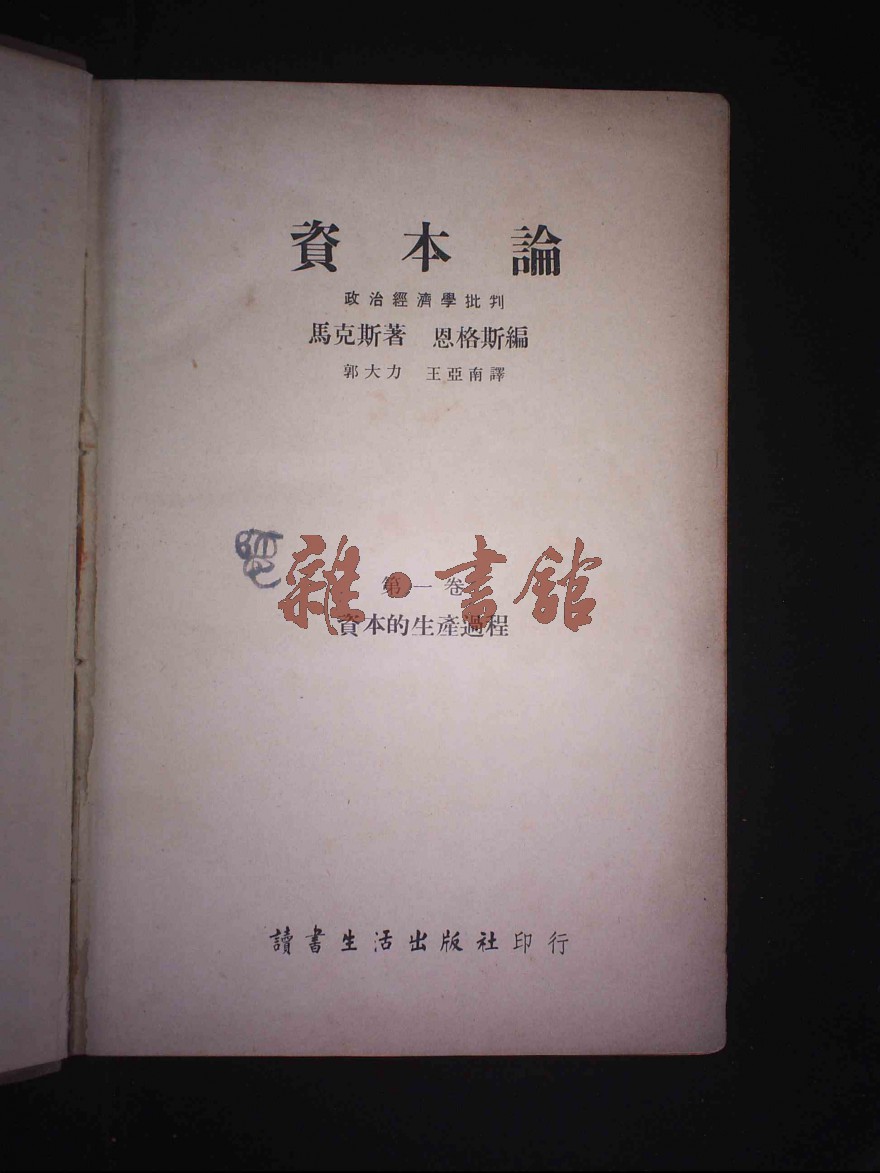 資本論
政治經濟學批判
馬克斯著 恩格斯編
郭大力 王亞南譯
雜·書館
第一卷
資本的生產過程
讀書生活出版社印行